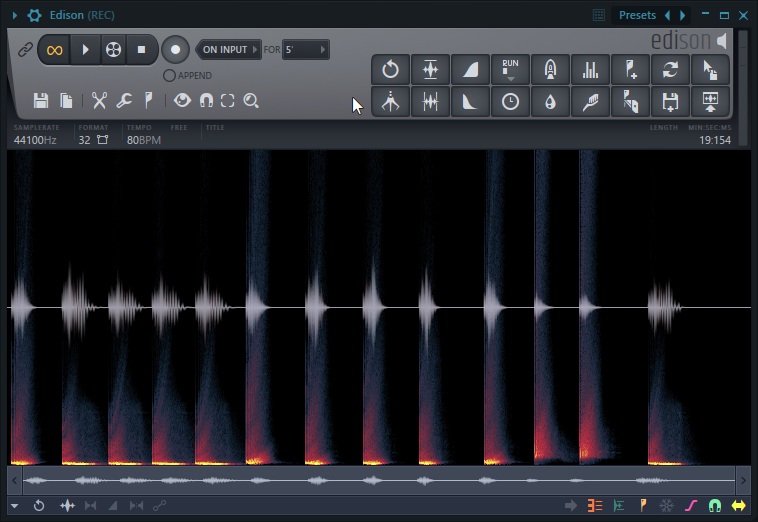 Edison (REC)
Presets
ON INPUT
FOR
5'
edison
APPEND
RUN
SAMPLERATE
FORMAT
TEMPO
FREE
TITLE
LENGTH
MIN:SEC:MS
44100Hz
32
80BPM
19:154